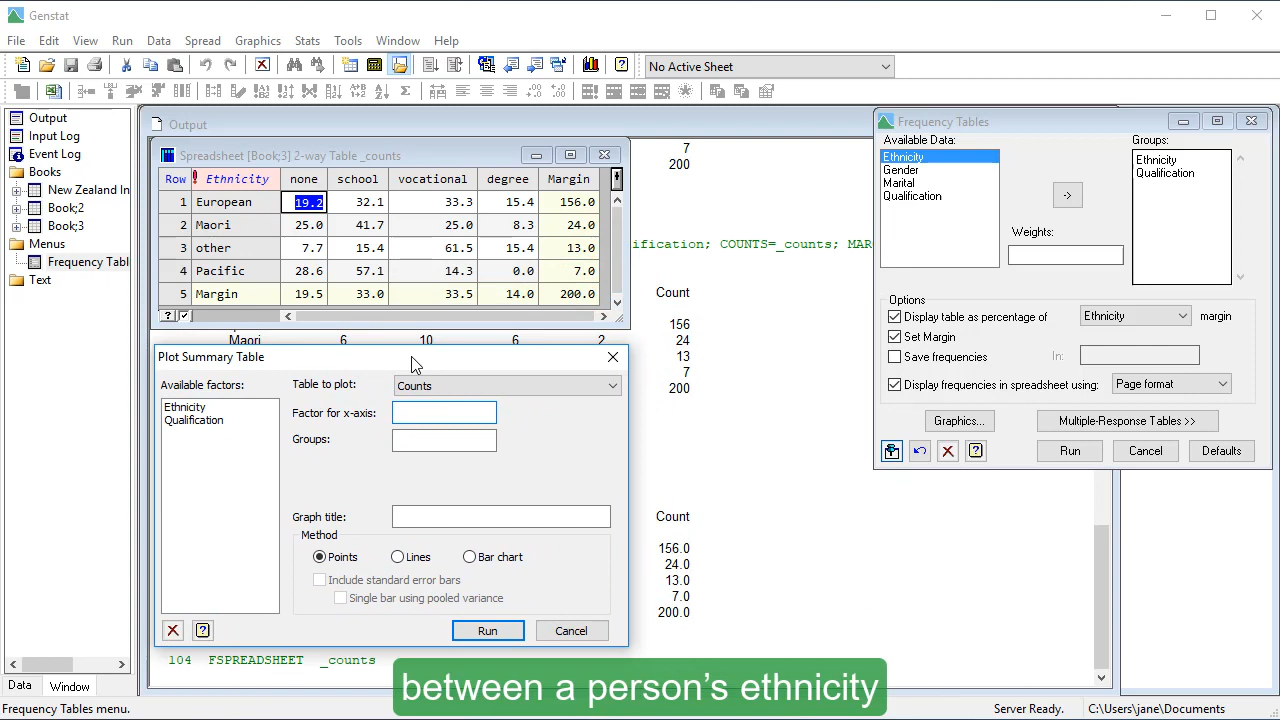 Genstat
File Edit View Run Data Spread Graphics Stats Tools Window Help
No Active Sheet
Output
Input Log
Event Log
Books
New Zealand In
Book;2
Book;3
Menus
Frequency Tabl
Text
Data Window
Output
Spreadsheet [Book;3] 2-way Table _counts
Row ! Ethnicity none school vocational degree Margin
1 European 19.2 32.1 33.3 15.4 156.0
2 Maori 25.0 41.7 25.0 8.3 24.0
3 other 7.7 15.4 61.5 15.4 13.0
4 Pacific 28.6 57.1 14.3 0.0 7.0
5 Margin 19.5 33.0 33.5 14.0 200.0
7
200
ification; COUNTS=_counts; MAR
Count
156
24
13
7
200
Maori 6 10 6 2
Count
156.0
24.0
13.0
7.0
200.0
104 FSPREADSHEET _counts
Plot Summary Table
Available factors:
Ethnicity
Qualification
Table to plot: Counts
Factor for x-axis:
Groups:
Graph title:
Method
Points Lines Bar chart
Include standard error bars
Single bar using pooled variance
Run Cancel
Frequency Tables
Available Data:
Ethnicity
Gender
Marital
Qualification
Groups:
Ethnicity
Qualification
Weights:
Options
Display table as percentage of Ethnicity margin
Set Margin
Save frequencies In:
Display frequencies in spreadsheet using: Page format
Graphics... Multiple-Response Tables >>
Run Cancel Defaults
between a person's ethnicity
Frequency Tables menu. Server Ready. C:\Users\jane\Documents